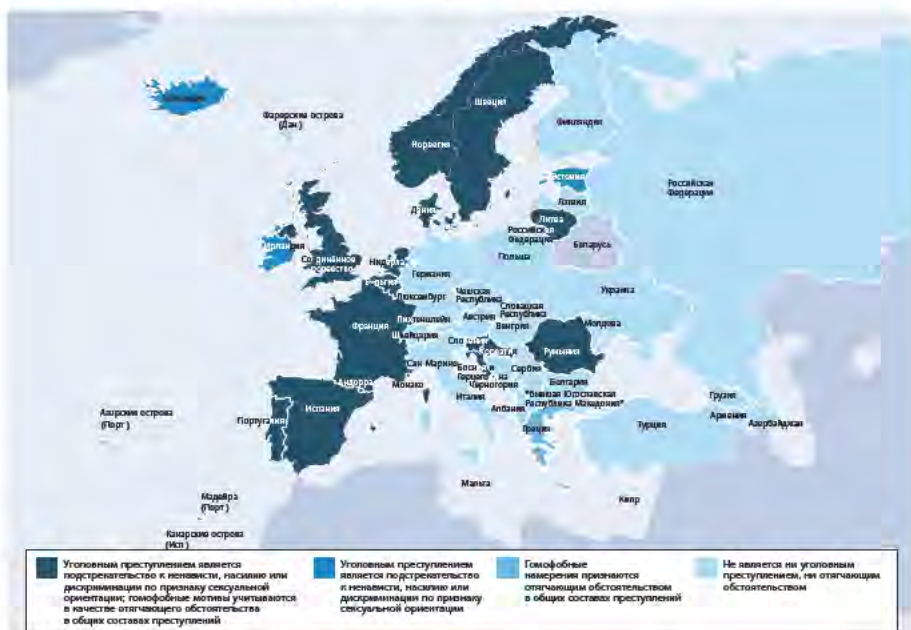 Фарерские острова
(Дан.)
Швеция
Финляндия
Норвегия
Российская
Федерация
Эстония
Латвия
Дания
Литва
Российская
Федерация
Беларусь
Ирландия
Польша
Германия
Украина
Люксембург
Чешская
Республика
Словацкая
Республика
Лихтенштейн
Австрия
Венгрия
Молдова
Франция
Румыния
Сан-Марино
Сербия
Андорра
Монако
Черногория
Болгария
Италия
"бывшая Югославская
Республика Македония"
Албания
Грузия
Армения
Азербайджан
Испания
Португалия
Греция
Турция
Азорские острова
(Порт.)
Мальта
Кипр
Мадейра
(Порт.)
Канарские острова
(Исп.)
Уголовным преступлением является
подстрекательство к ненависти, насилию или
дискриминации по признаку сексуальной
ориентации; гомофобные мотивы учитываются
в качестве отягчающего обстоятельства
в общих составах преступлений
Уголовным преступлением
является подстрекательство
к ненависти, насилию или
дискриминации по признаку
сексуальной ориентации
Гомофобные
намерения признаются
отягчающим обстоятельством
в общих составах преступлений
Не является ни уголовным
преступлением, ни отягчающим
обстоятельством